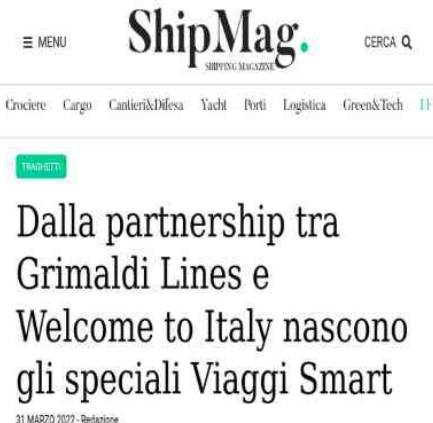 ≡ MENU ShipMag. CERCA
SHIPPING MAGAZINE
Crociere Cargo Cantieri&Difesa Yacht Porti Logistica Green&Tech
TRAGHETTI
Dalla partnership tra
Grimaldi Lines e
Welcome to Italy nascono
gli speciali Viaggi Smart
31 MARZO 2022 - Redazione